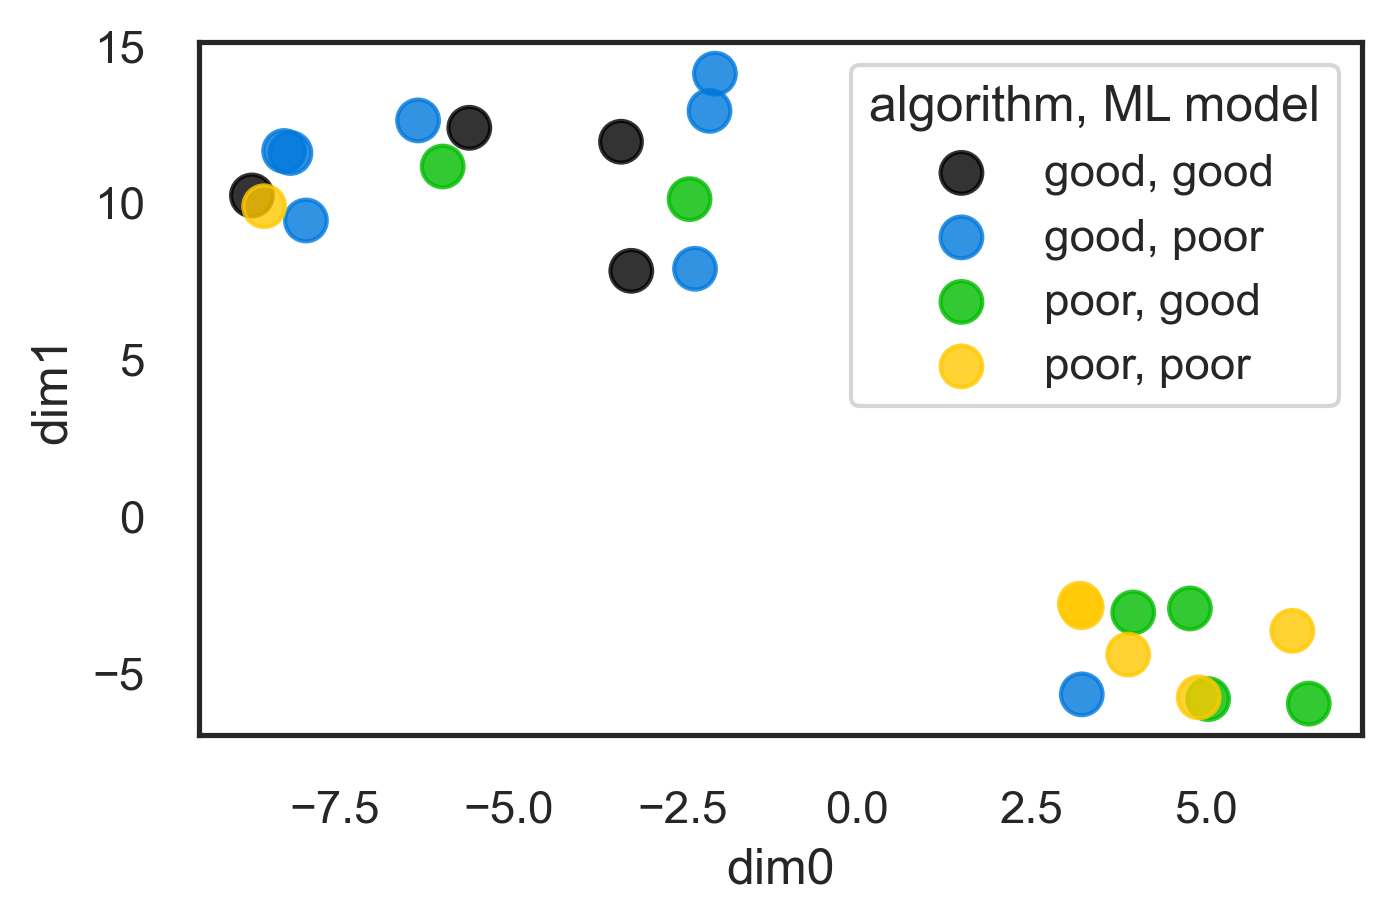 15
10
5
0
−5
dim1
algorithm, ML model
good, good
good, poor
poor, good
poor, poor
−7.5 −5.0 −2.5 0.0 2.5 5.0
dim0